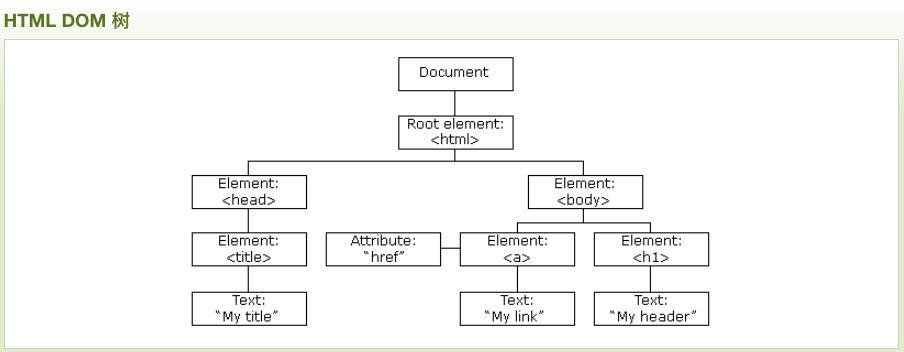 HTML DOM 树
Document
Root element:
<html>
Element:
<head>
Element:
<body>
Element:
<title>
Attribute:
“href”
Element:
<a>
Element:
<h1>
Text:
“My title”
Text:
“My link”
Text:
“My header”